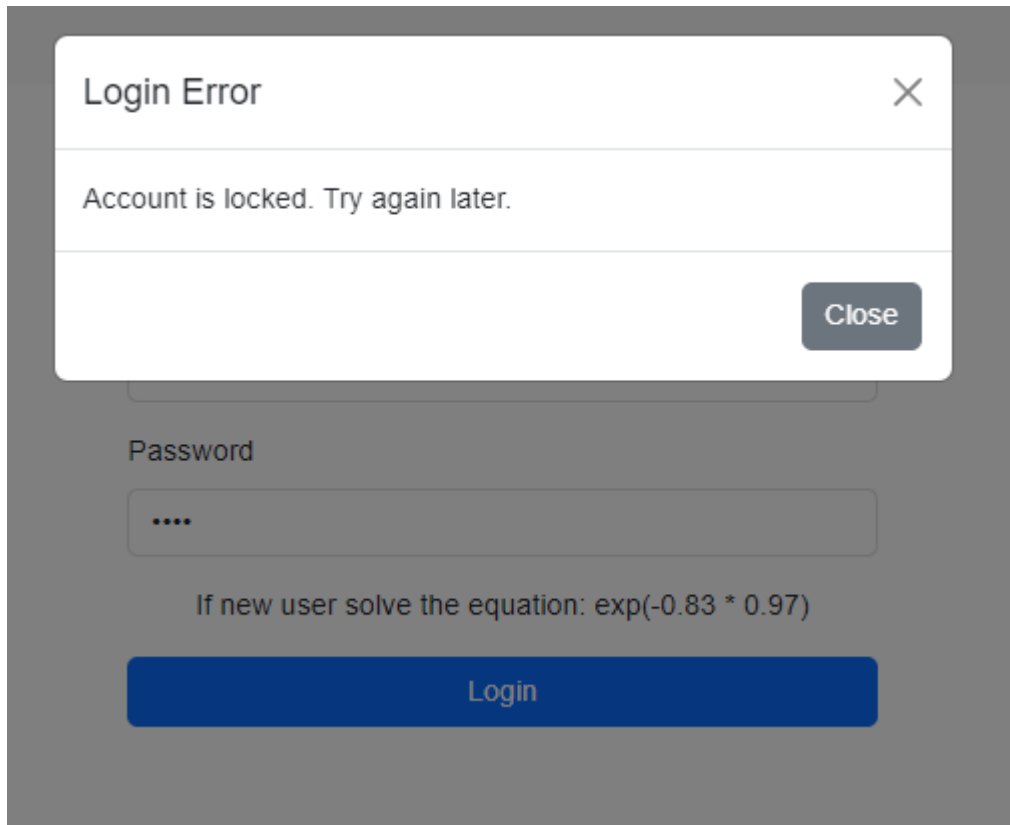 Login Error
Account is locked. Try again later.
Close
Password
••••
If new user solve the equation: exp(-0.83 * 0.97)
Login